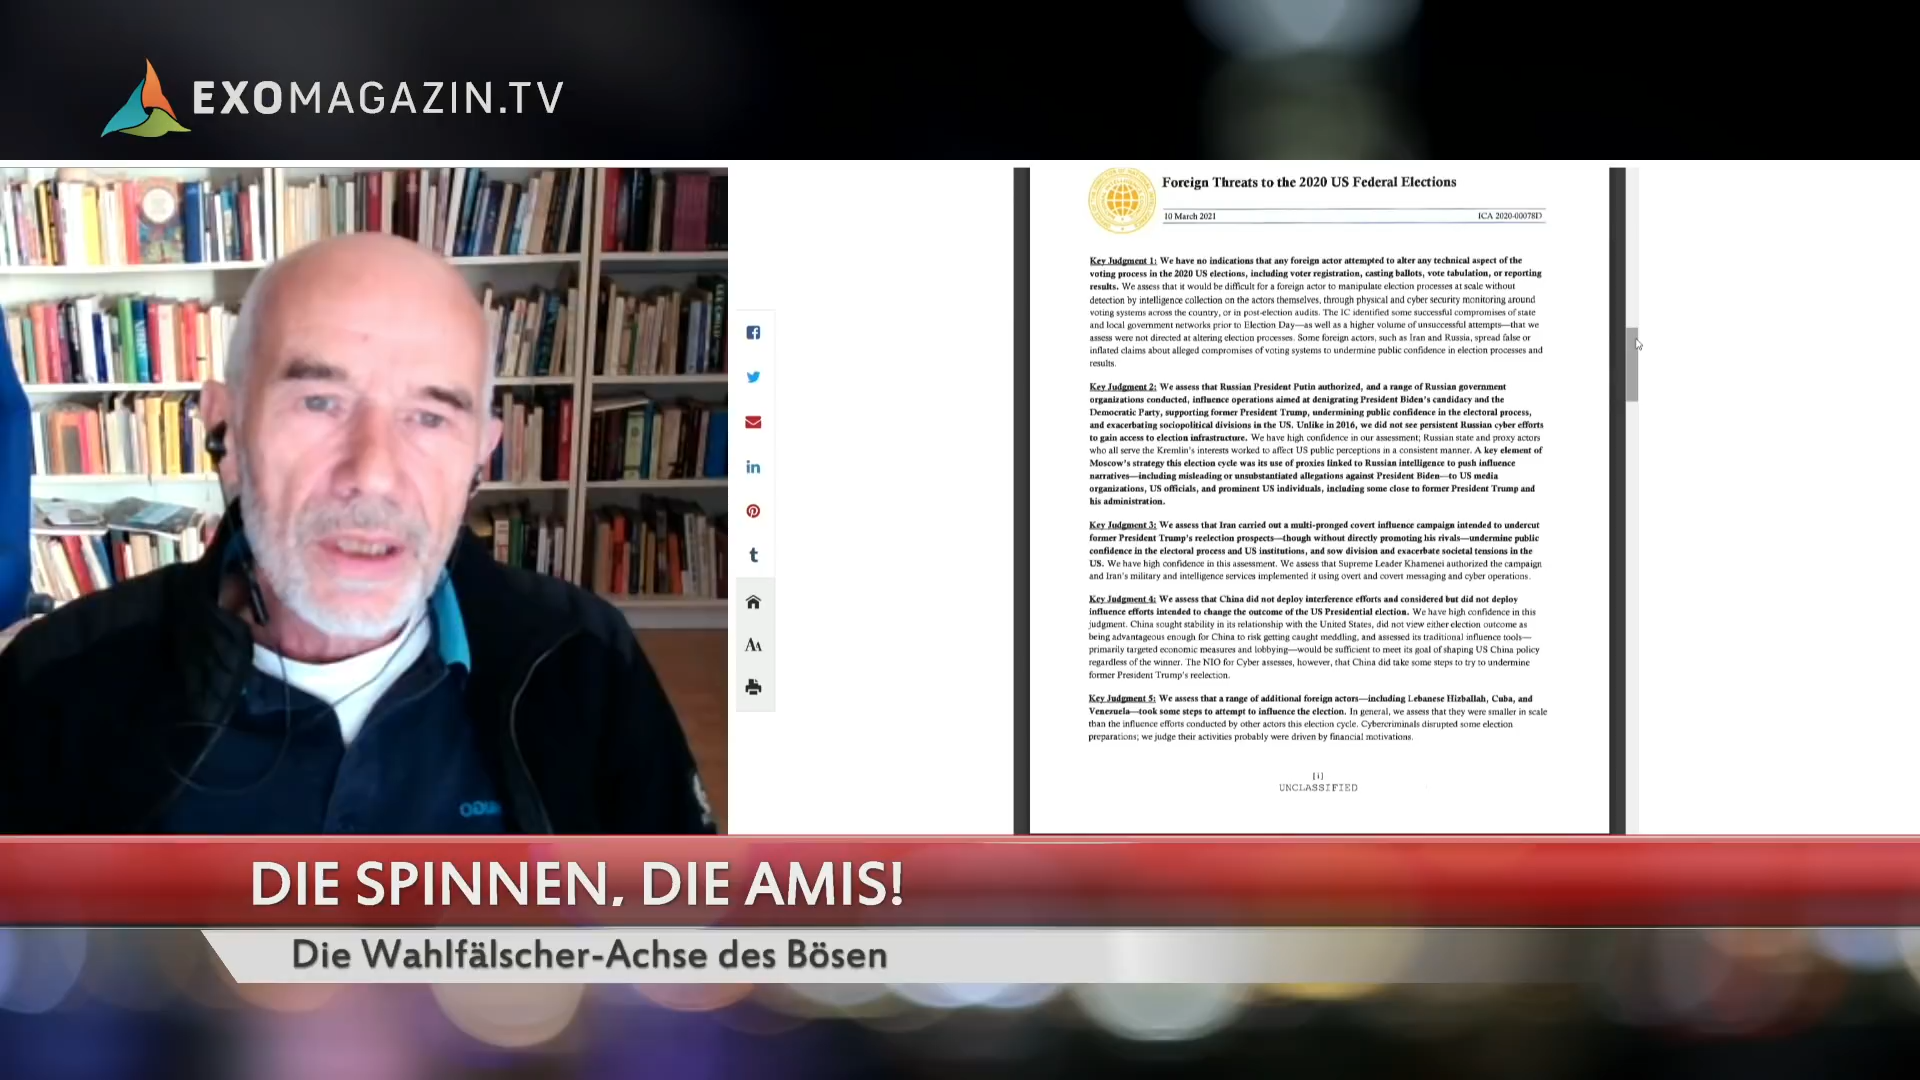 EXOMAGAZIN.TV
Foreign Threats to the 2020 US Federal Elections
10 March 2021
ICA 2020-00078D
Key Judgment 1: We have no indications that any foreign actor attempted to alter any technical aspect of the
voting process in the 2020 US elections, including voter registration, casting ballots, vote tabulation, or reporting
results. We assess that it would be difficult for a foreign actor to manipulate election processes at scale without
detection by intelligence collection on the actors themselves, through physical and cyber security monitoring around
voting systems across the country, or in post-election audits. The IC identified some successful compromises of state
and local government networks prior to Election Day—as well as a higher volume of unsuccessful attempts—that we
assess were not directed at altering election processes. Some foreign actors, such as Iran and Russia, spread false or
inflated claims about alleged compromises of voting systems to undermine public confidence in election processes and
results.
Key Judgment 2: We assess that Russian President Putin authorized, and a range of Russian government
organizations conducted, influence operations aimed at denigrating President Biden's candidacy and the
Democratic Party, supporting former President Trump, undermining public confidence in the electoral process,
and exacerbating sociopolitical divisions in the US. Unlike in 2016, we did not see persistent Russian cyber efforts
to gain access to election infrastructure. We have high confidence in our assessment; Russian state and proxy actors
who all serve the Kremlin's interests worked to affect US public perceptions in a consistent manner. A key element of
Moscow's strategy this election cycle was its use of proxies linked to Russian intelligence to push influence
narratives—including misleading or unsubstantiated allegations against President Biden—to US media
organizations, US officials, and prominent US individuals, including some close to former President Trump and
his administration.
Key Judgment 3: We assess that Iran carried out a multi-pronged covert influence campaign intended to undercut
former President Trump's reelection prospects—though without directly promoting his rivals—undermine public
confidence in the electoral process and US institutions, and sow division and exacerbate societal tensions in the
US. We have high confidence in this assessment. We assess that Supreme Leader Khamenei authorized the campaign
and Iran's military and intelligence services implemented it using overt and covert messaging and cyber operations.
Key Judgment 4: We assess that China did not deploy interference efforts and considered but did not deploy
influence efforts intended to change the outcome of the US Presidential election. We have high confidence in this
judgment. China sought stability in its relationship with the United States, did not view either election outcome as
being advantageous enough for China to risk getting caught meddling, and assessed its traditional influence tools—
primarily targeted economic measures and lobbying—would be sufficient to meet its goal of shaping US China policy
regardless of the winner. The NIO for Cyber assesses, however, that China did take some steps to try to undermine
former President Trump's reelection.
Key Judgment 5: We assess that a range of additional foreign actors—including Lebanese Hizballah, Cuba, and
Venezuela—took some steps to attempt to influence the election. In general, we assess that they were smaller in scale
than the influence efforts conducted by other actors this election cycle. Cybercriminals disrupted some election
preparations; we judge their activities probably were driven by financial motivations.
[i]
UNCLASSIFIED
DIE SPINNEN, DIE AMIS!
Die Wahlfälscher-Achse des Bösen